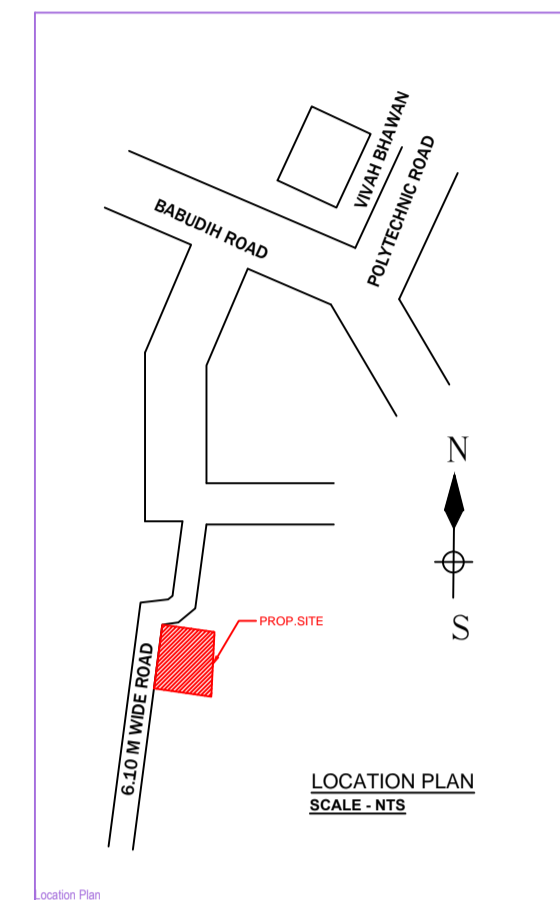 VIVAH BHAWAN
POLYTECHNIC ROAD
BABUDIH ROAD
N
S
PROP.SITE
6.10 M WIDE ROAD
LOCATION PLAN
SCALE - NTS
Location Plan